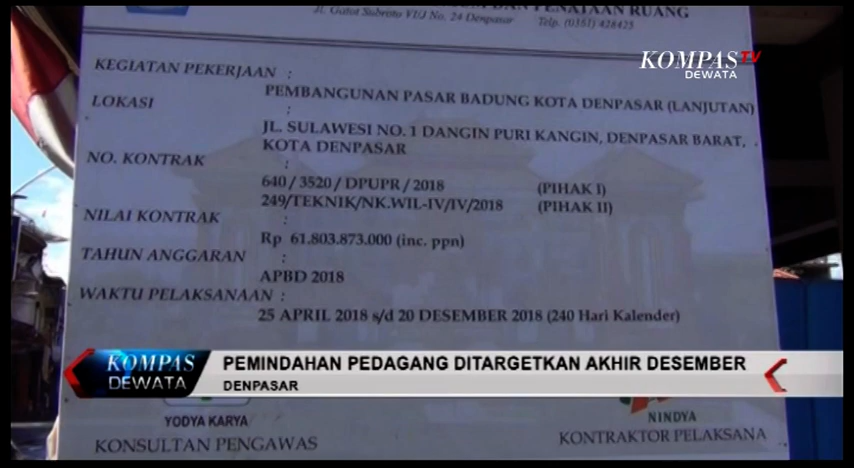 DAN PENATAAN RUANG
JL. Gatot Subroto VI/J No. 24 Denpasar Telp. (0361) 428425
KOMPAS TV
DEWATA
KEGIATAN PEKERJAAN :
PEMBANGUNAN PASAR BADUNG KOTA DENPASAR (LANJUTAN)
LOKASI :
JL. SULAWESI NO. 1 DANGIN PURI KANGIN, DENPASAR BARAT.
KOTA DENPASAR
NO. KONTRAK :
640 / 3520 / DPUPR / 2018 (PIHAK I)
249/TEKNIK/NK.WIL-IV/IV/2018 (PIHAK II)
NILAI KONTRAK :
Rp 61.803.873.000 (inc. ppn)
TAHUN ANGGARAN :
APBD 2018
WAKTU PELAKSANAAN :
25 APRIL 2018 s/d 20 DESEMBER 2018 (240 Hari Kalender)
KOMPAS
DEWATA
PEMINDAHAN PEDAGANG DITARGETKAN AKHIR DESEMBER
DENPASAR
YODYA KARYA
KONSULTAN PENGAWAS
NINDYA
KONTRAKTOR PELAKSANA